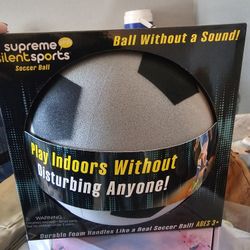 supreme
silentsports
Soccer Ball
Ball Without a Sound!
Play Indoors Without
Disturbing Anyone!
WARNING:
Durable Foam Handles Like a Real Soccer Ball! AGES 3+